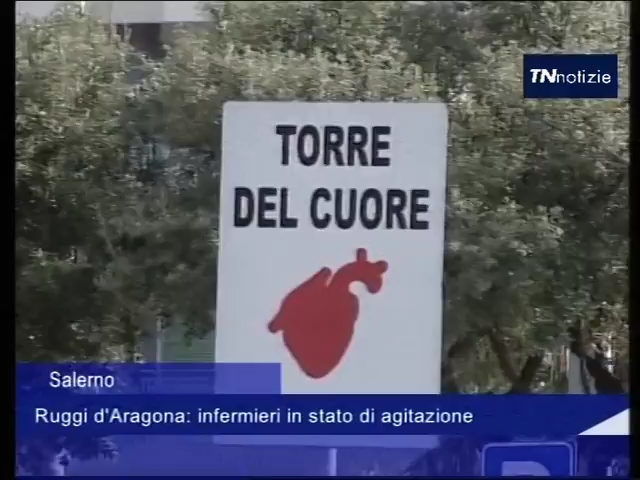 TNnotizie
TORRE
DEL CUORE
Salerno
Ruggi d'Aragona: infermieri in stato di agitazione